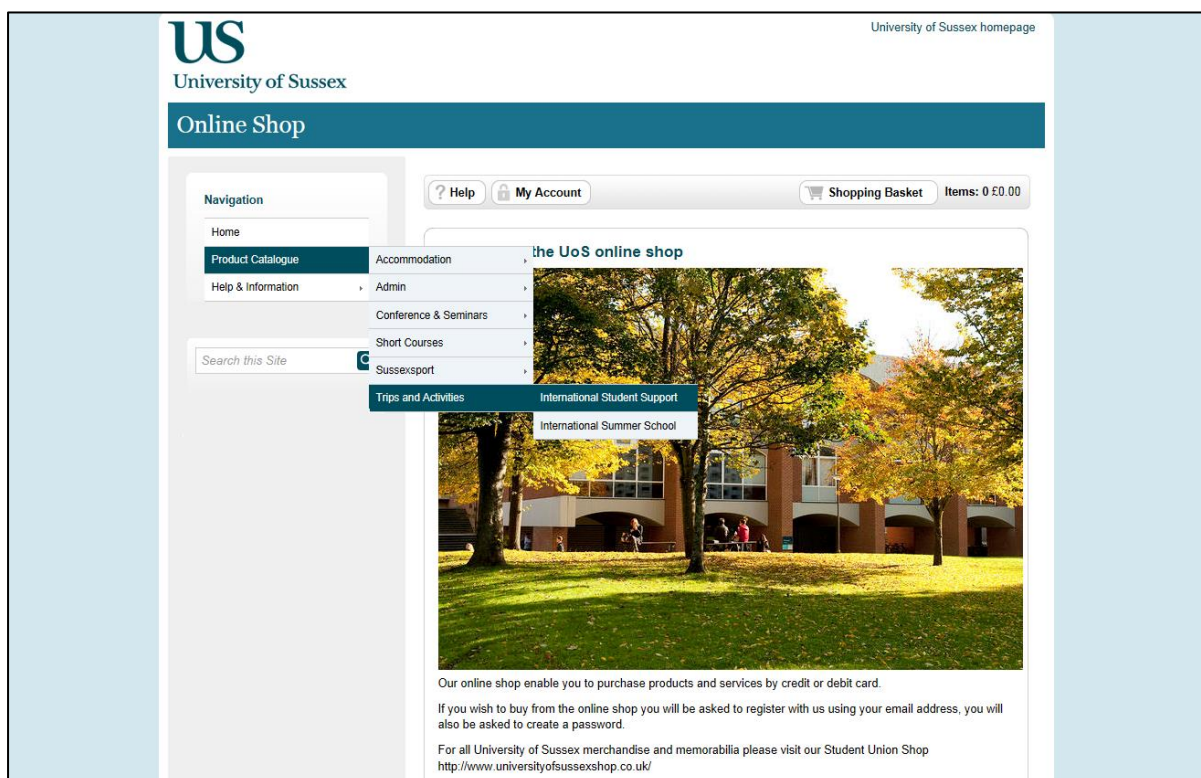 US
University of Sussex
University of Sussex homepage
Online Shop
Navigation
Home
Product Catalogue
Help & Information
Search this Site
Accommodation
Admin
Conference & Seminars
Short Courses
Sussexsport
Trips and Activities
International Student Support
International Summer School
? Help
My Account
Shopping Basket
Items: 0 £0.00
the UoS online shop
Our online shop enable you to purchase products and services by credit or debit card.
If you wish to buy from the online shop you will be asked to register with us using your email address, you will
also be asked to create a password.
For all University of Sussex merchandise and memorabilia please visit our Student Union Shop
http://www.universityofsussexshop.co.uk/